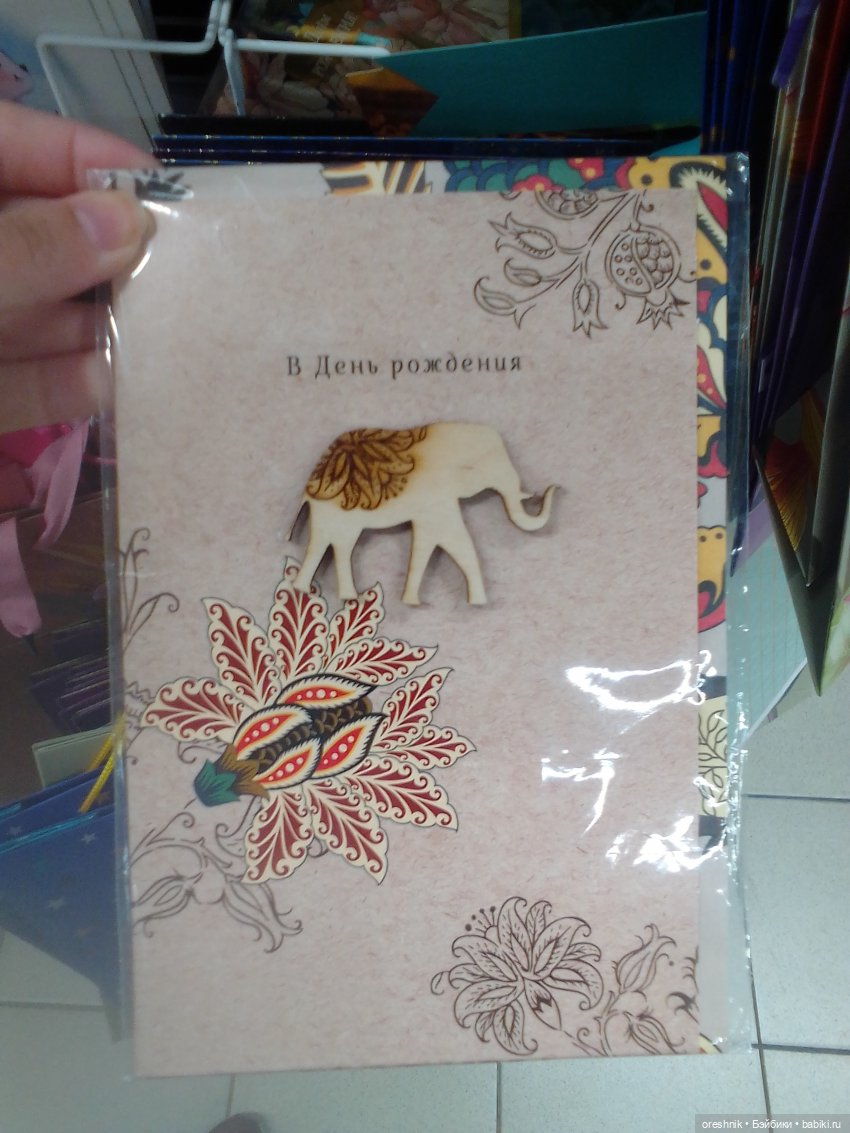 В День рождения
oreshnik • Бэйбики • babiki.ru